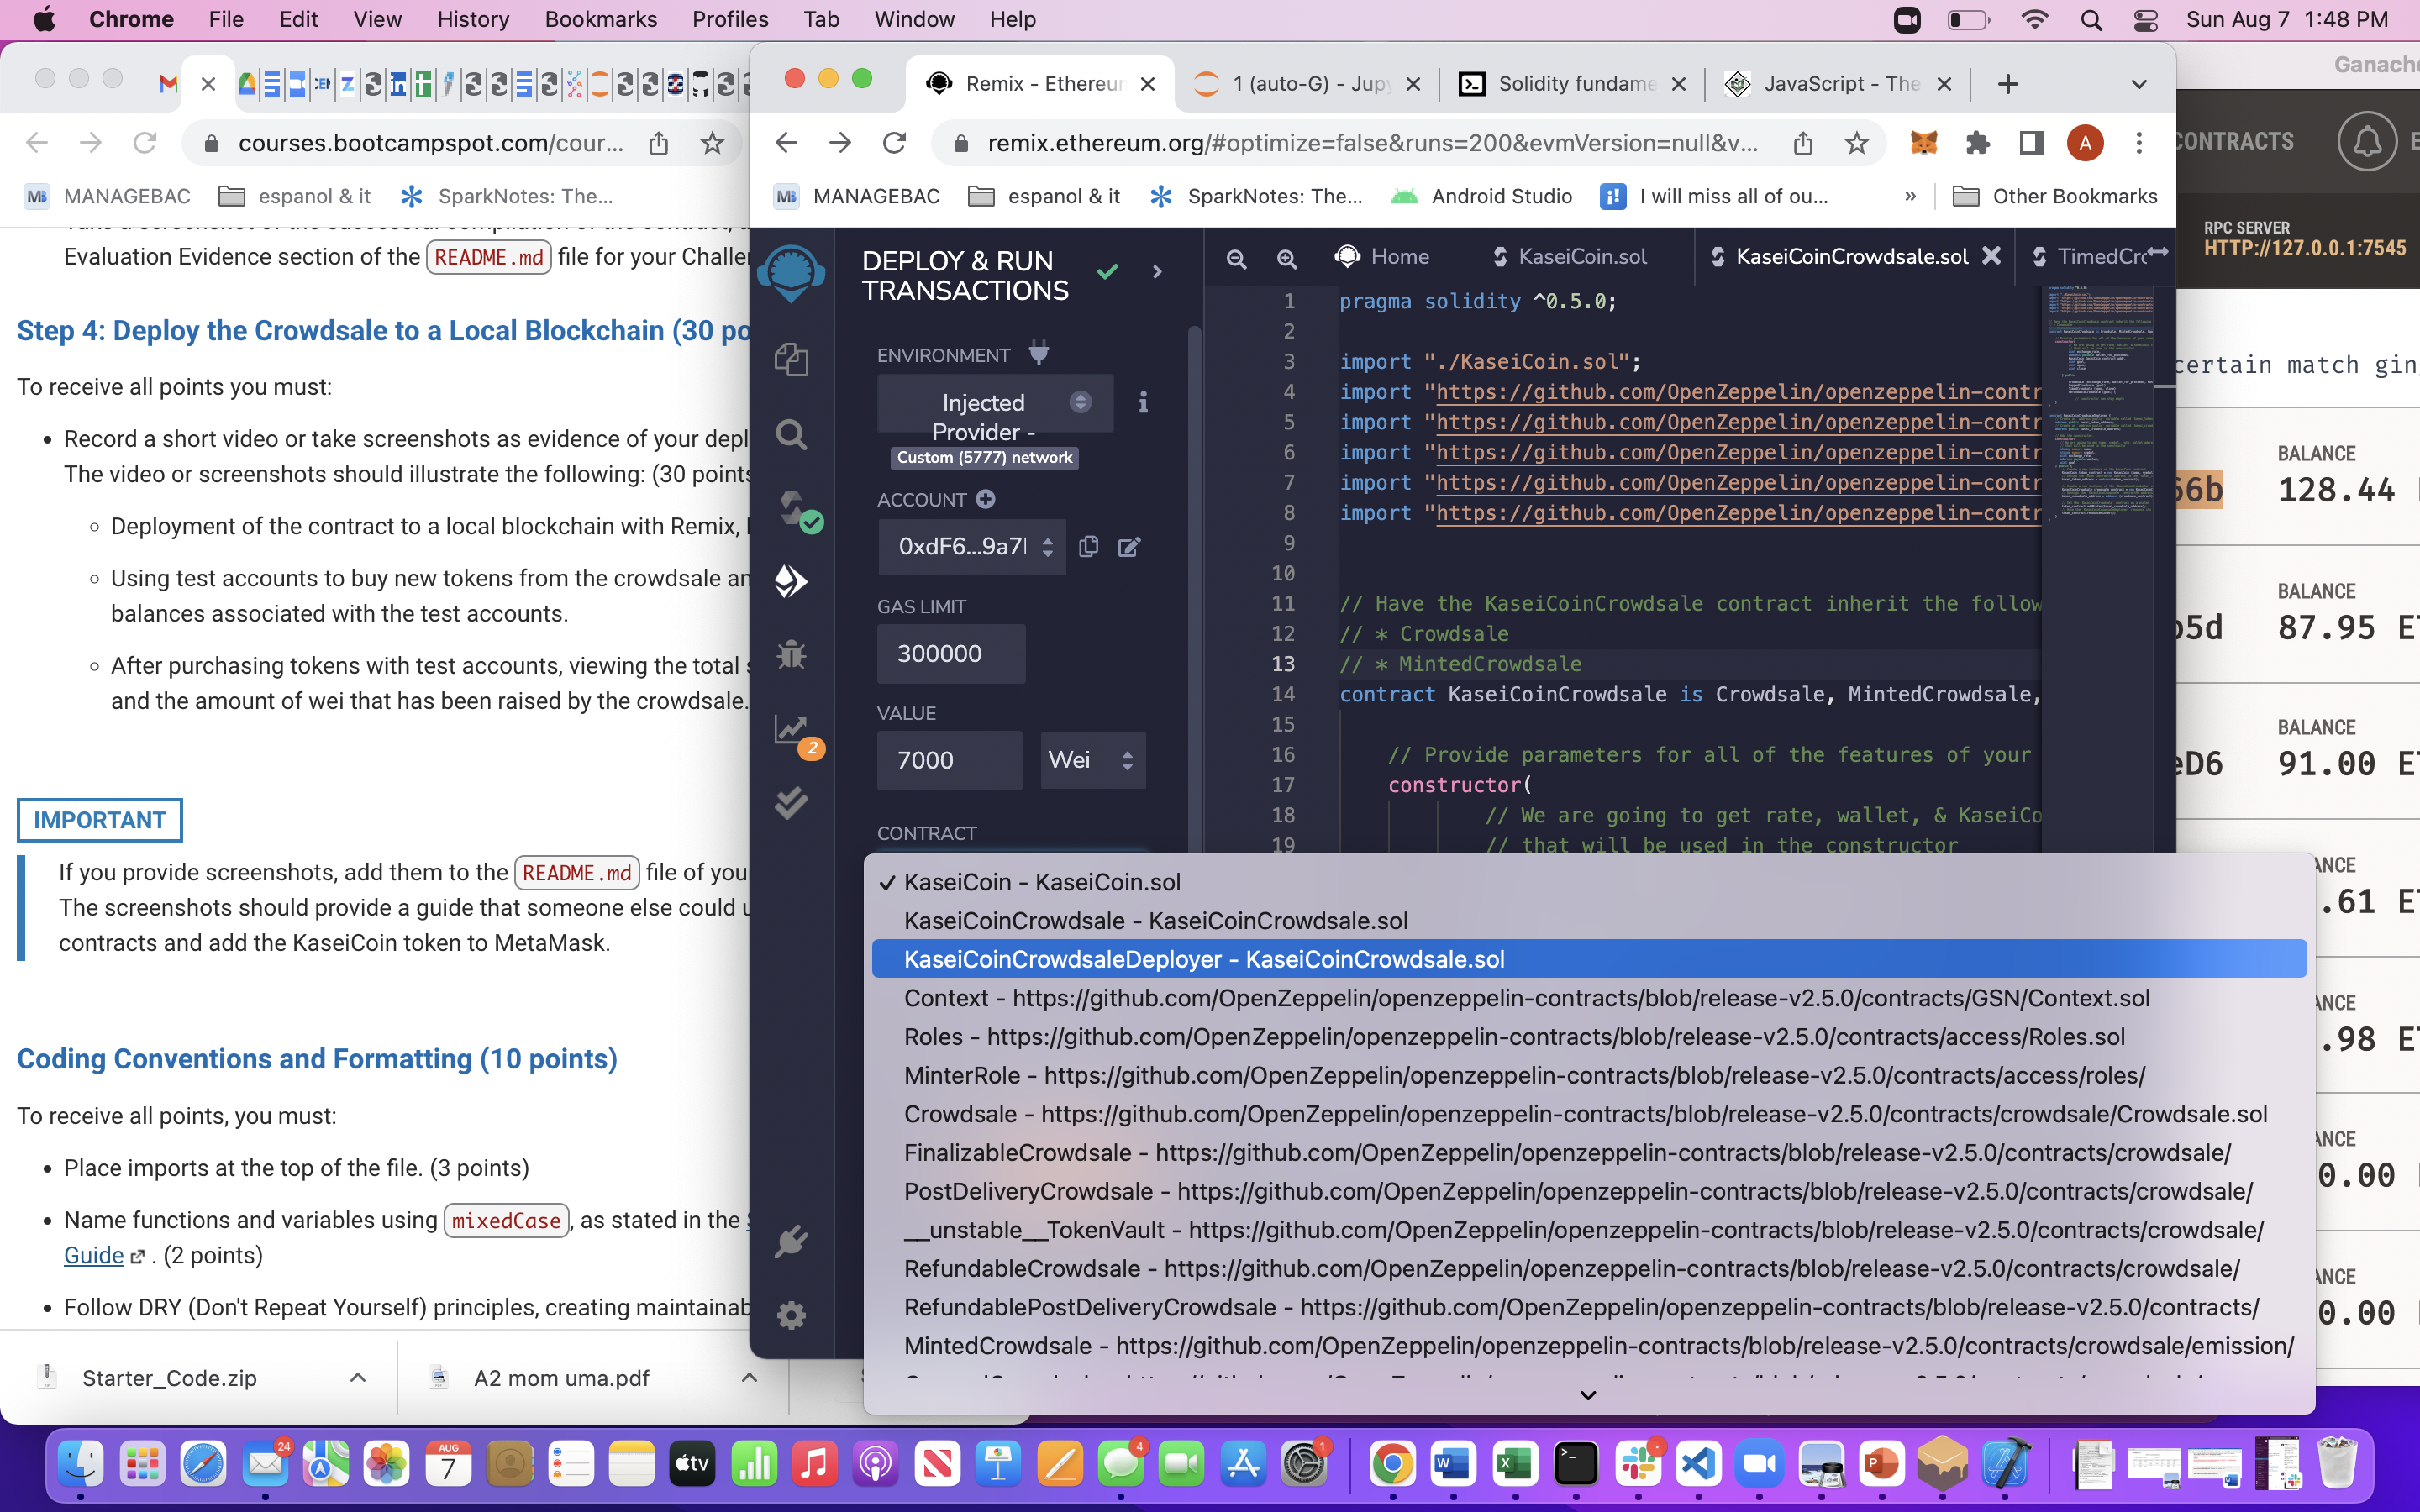 Chrome File Edit View History Bookmarks Profiles Tab Window Help
Sun Aug 7 1:48 PM
courses.bootcampspot.com/cour...
MANAGEBAC espanol & it SparkNotes: The...
Evaluation Evidence section of the README.md file for your Challe
Step 4: Deploy the Crowdsale to a Local Blockchain (30 po
To receive all points you must:
Record a short video or take screenshots as evidence of your depl
The video or screenshots should illustrate the following: (30 points
Deployment of the contract to a local blockchain with Remix,
Using test accounts to buy new tokens from the crowdsale an
balances associated with the test accounts.
After purchasing tokens with test accounts, viewing the total s
and the amount of wei that has been raised by the crowdsale.
IMPORTANT
If you provide screenshots, add them to the README.md file of you
The screenshots should provide a guide that someone else could u
contracts and add the KaseiCoin token to MetaMask.
Coding Conventions and Formatting (10 points)
To receive all points, you must:
Place imports at the top of the file. (3 points)
Name functions and variables using mixedCase, as stated in the
Guide . (2 points)
Follow DRY (Don't Repeat Yourself) principles, creating maintainab
Starter_Code.zip A2 mom uma.pdf
Remix - Ethereur 1 (auto-G) - Jup Solidity fundame JavaScript - The
remix.ethereum.org/#optimize=false&runs=200&evmVersion=null&v...
A
MANAGEBAC espanol & it SparkNotes: The... Android Studio I will miss all of ou... » Other Bookmarks
DEPLOY & RUN
TRANSACTIONS
ENVIRONMENT
Injected
Provider -
Custom (5777) network
ACCOUNT
0xdF6...9a7
GAS LIMIT
300000
VALUE
7000 Wei
CONTRACT
2
Home KaseiCoin.sol KaseiCoinCrowdsale.sol TimedCr
1 pragma solidity ^0.5.0;
2
3 import "./KaseiCoin.sol";
4 import "https://github.com/OpenZeppelin/openzeppelin-contr
5 import "https://github.com/OpenZeppelin/openzeppelin-contr
6 import "https://github.com/OpenZeppelin/openzeppelin-contr
7 import "https://github.com/OpenZeppelin/openzeppelin-contr
8 import "https://github.com/OpenZeppelin/openzeppelin-contr
9
10
11 // Have the KaseiCoinCrowdsale contract inherit the follow
12 // * Crowdsale
13 // * MintedCrowdsale
14 contract KaseiCoinCrowdsale is Crowdsale, MintedCrowdsale,
15
16 // Provide parameters for all of the features of your
17 constructor(
18 // We are going to get rate, wallet, & KaseiCo
19 // that will be used in the constructor
✓ KaseiCoin - KaseiCoin.sol
KaseiCoinCrowdsale - KaseiCoinCrowdsale.sol
KaseiCoinCrowdsaleDeployer - KaseiCoinCrowdsale.sol
Context - https://github.com/OpenZeppelin/openzeppelin-contracts/blob/release-v2.5.0/contracts/GSN/Context.sol
Roles - https://github.com/OpenZeppelin/openzeppelin-contracts/blob/release-v2.5.0/contracts/access/Roles.sol
MinterRole - https://github.com/OpenZeppelin/openzeppelin-contracts/blob/release-v2.5.0/contracts/access/roles/
Crowdsale - https://github.com/OpenZeppelin/openzeppelin-contracts/blob/release-v2.5.0/contracts/crowdsale/Crowdsale.sol
FinalizableCrowdsale - https://github.com/OpenZeppelin/openzeppelin-contracts/blob/release-v2.5.0/contracts/crowdsale/
PostDeliveryCrowdsale - https://github.com/OpenZeppelin/openzeppelin-contracts/blob/release-v2.5.0/contracts/crowdsale/
__unstable__TokenVault - https://github.com/OpenZeppelin/openzeppelin-contracts/blob/release-v2.5.0/contracts/crowdsale/
RefundableCrowdsale - https://github.com/OpenZeppelin/openzeppelin-contracts/blob/release-v2.5.0/contracts/crowdsale/
RefundablePostDeliveryCrowdsale - https://github.com/OpenZeppelin/openzeppelin-contracts/blob/release-v2.5.0/contracts/
MintedCrowdsale - https://github.com/OpenZeppelin/openzeppelin-contracts/blob/release-v2.5.0/contracts/crowdsale/emission/
Ganach
CONTRACTS
RPC SERVER
HTTP://127.0.0.1:7545
certain match gin
BALANCE
66b 128.44
BALANCE
b5d 87.95 E
BALANCE
eD6 91.00 E
ANCE
.61 E
ANCE
.98 E
ANCE
0.00 E
ANCE
0.00 E
24 AUG 7 tv 4 1